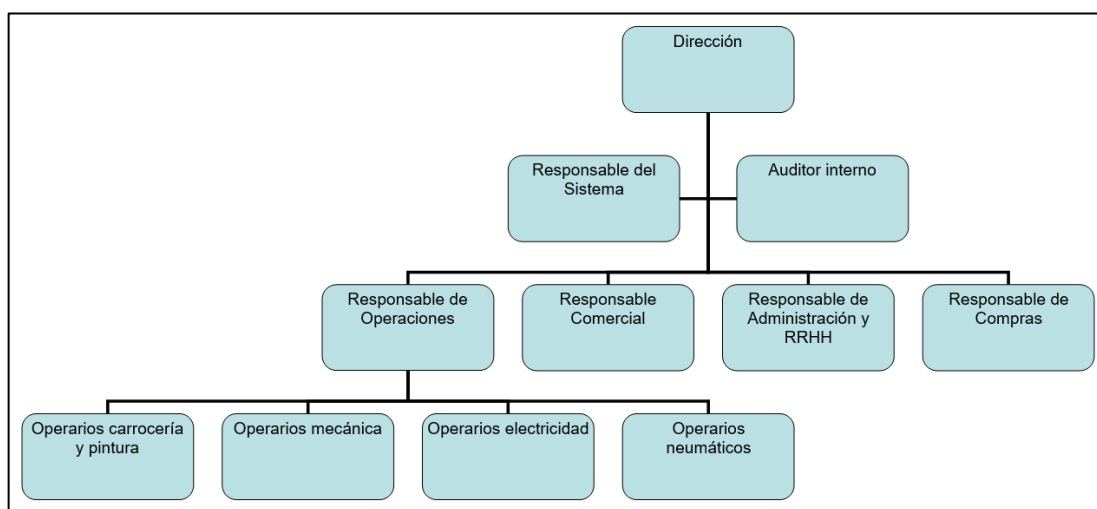 Dirección
Responsable del
Sistema
Auditor interno
Responsable de
Operaciones
Responsable
Comercial
Responsable de
Administración y
RRHH
Responsable de
Compras
Operarios carrocería
y pintura
Operarios mecánica
Operarios electricidad
Operarios
neumáticos